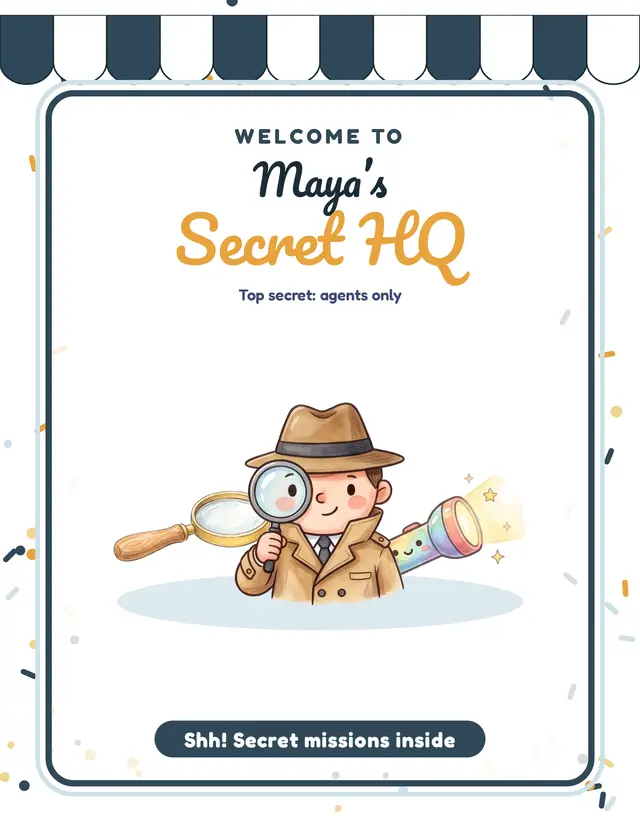 WELCOME TO
Maya's
Secret HQ
Top secret: agents only
Shh! Secret missions inside